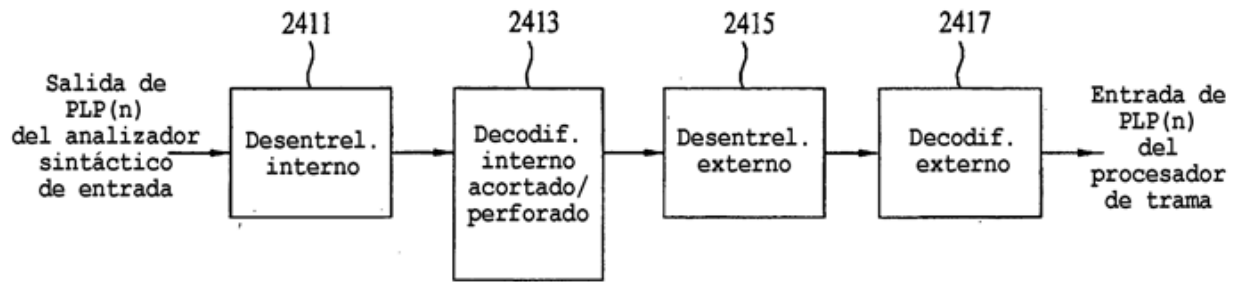 2411
2413
2415
2417
Salida de
PLP(n)
del analizador
sintáctico
de entrada
Desentrel.
interno
Decodif.
interno
acortado/
perforado
Desentrel.
externo
Decodif.
externo
Entrada de
PLP(n)
del
procesador
de trama